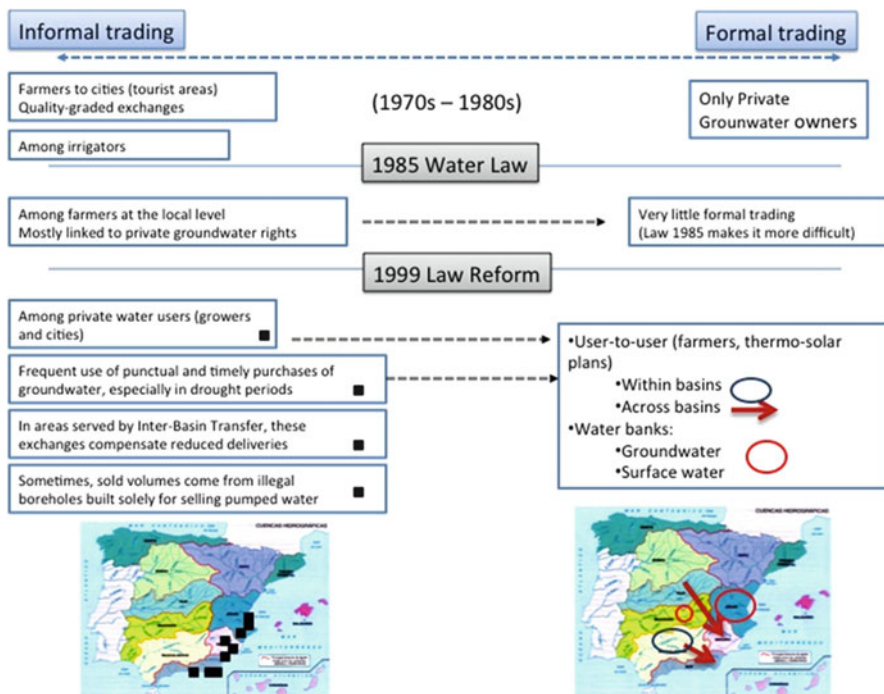 Informal trading
Formal trading
Farmers to cities (tourist areas)
Quality-graded exchanges
(1970s – 1980s)
Only Private
Grounwater owners
Among irrigators
1985 Water Law
Among farmers at the local level
Mostly linked to private groundwater rights
Very little formal trading
(Law 1985 makes it more difficult)
1999 Law Reform
Among private water users (growers
and cities)
Frequent use of punctual and timely purchases of
groundwater, especially in drought periods
In areas served by Inter-Basin Transfer, these
exchanges compensate reduced deliveries
Sometimes, sold volumes come from illegal
boreholes built solely for selling pumped water
•User-to-user (farmers, thermo-solar
plans)
•Within basins
•Across basins
•Water banks:
•Groundwater
•Surface water
CUENCAS HIDROGRAFICAS
CUENCAS HIDROGRAFICAS